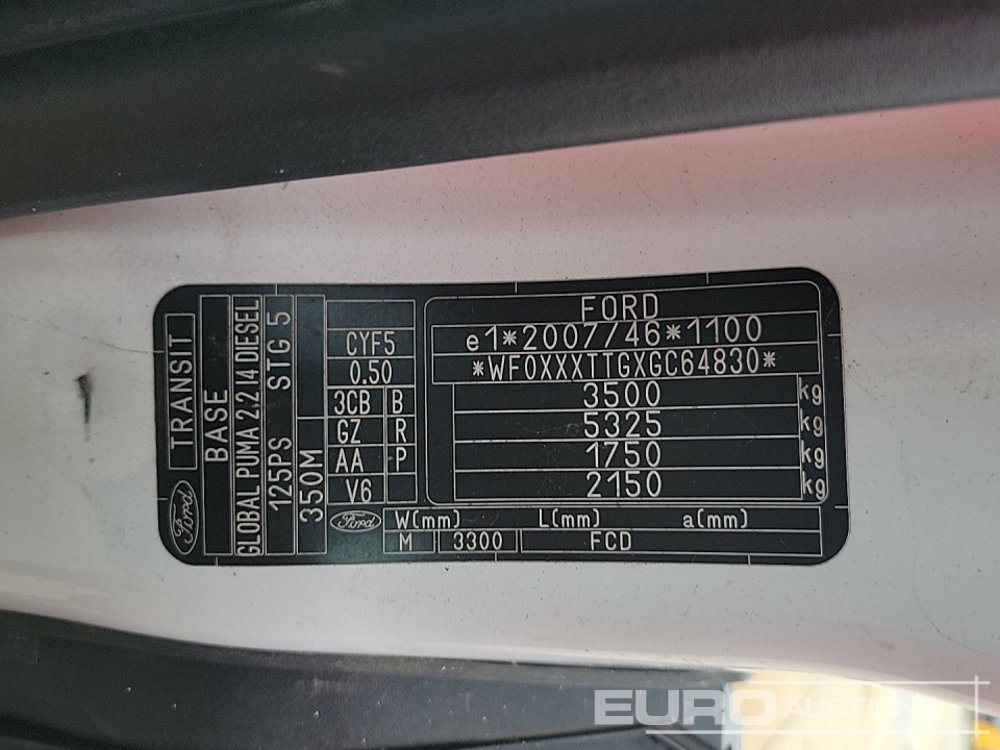 FORD
e1*2007/46*1100
*WF0XXXTTGXGC64830*
3500 kg
5325 kg
1750 kg
2150 kg
W(mm) L(mm) a(mm)
M 3300 FCD
CYF5
0.50
3CB B
GZ R
AA P
V6
Ford
Ford TRANSIT
BASE
GLOBAL PUMA 2,2 I4 DIESEL
125PS STG 5
350M
EURO
AUCTIONS